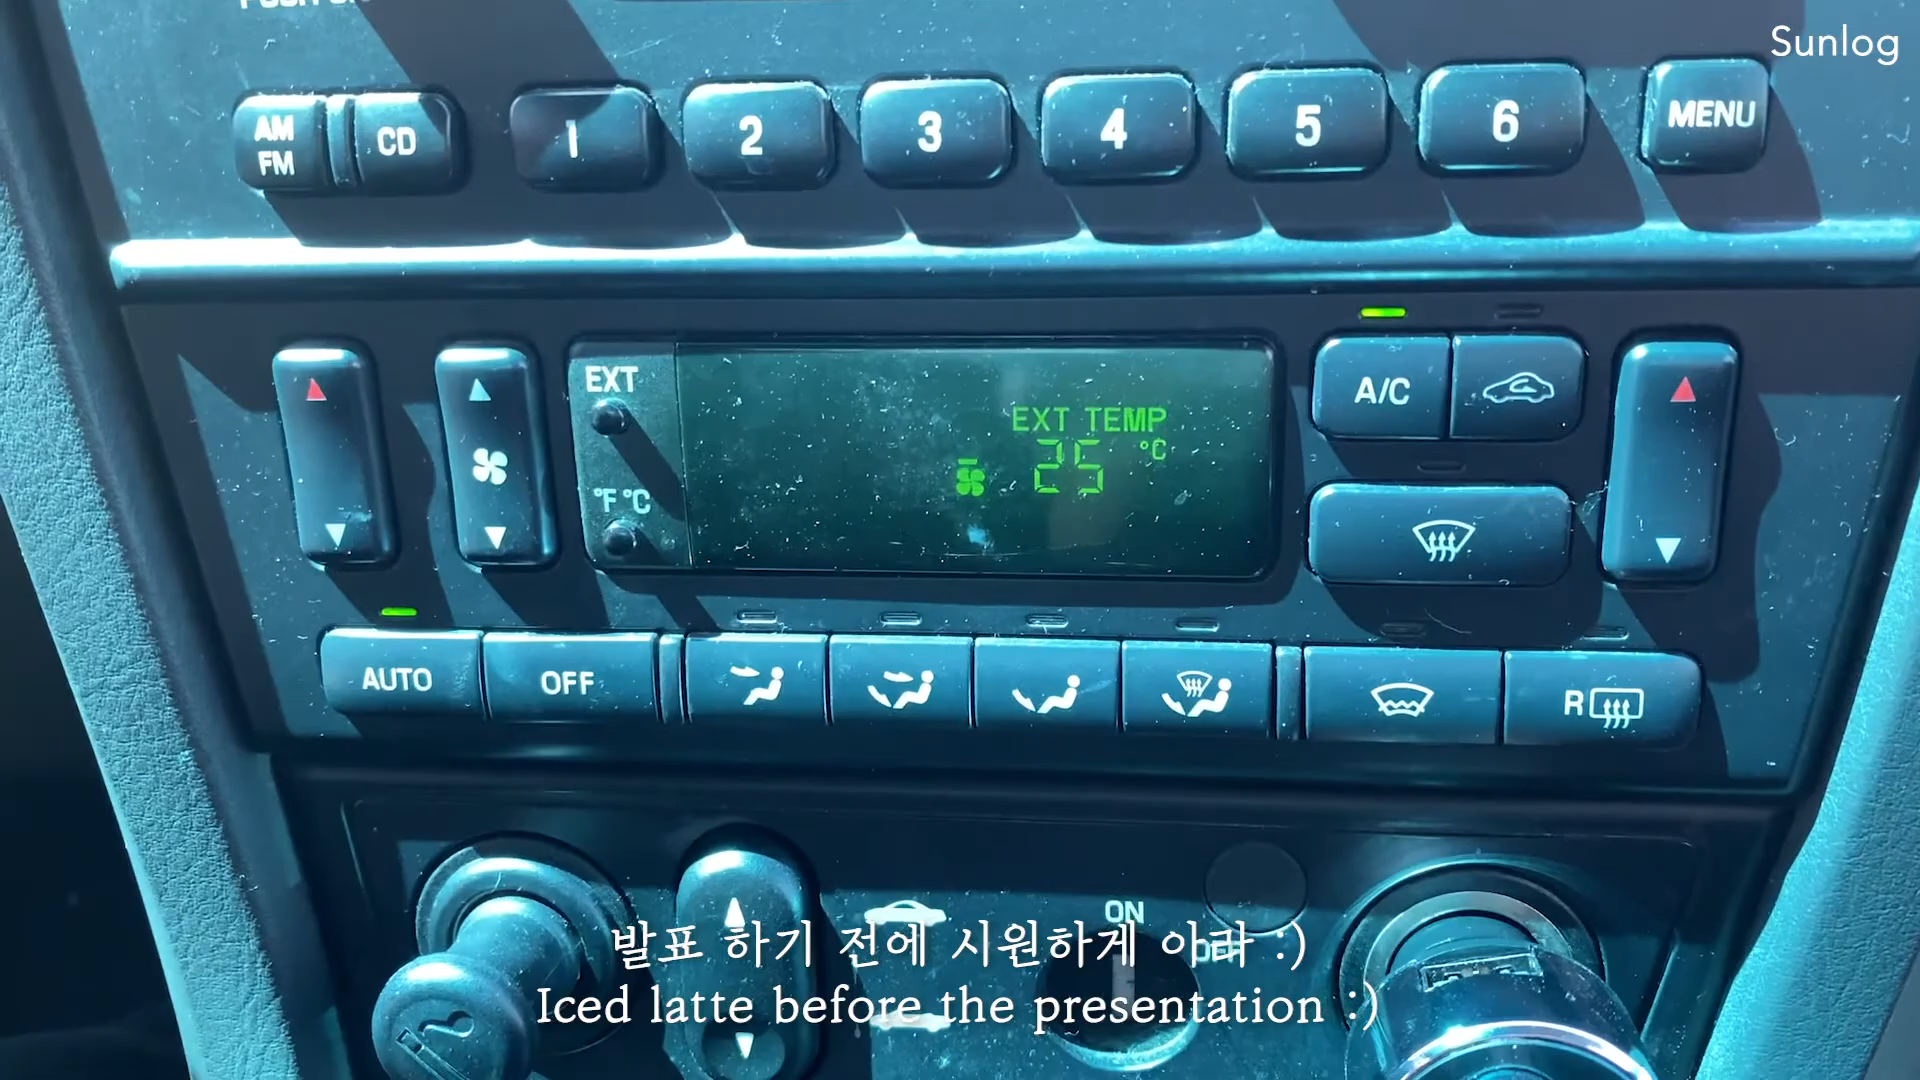 Sunlog
AM FM CD 1 2 3 4 5 6 MENU
EXT
EXT TEMP
25 °C
°F °C
A/C
AUTO OFF
R
ON
발표 하기 전에 시원하게 아라 :)
Iced latte before the presentation :)